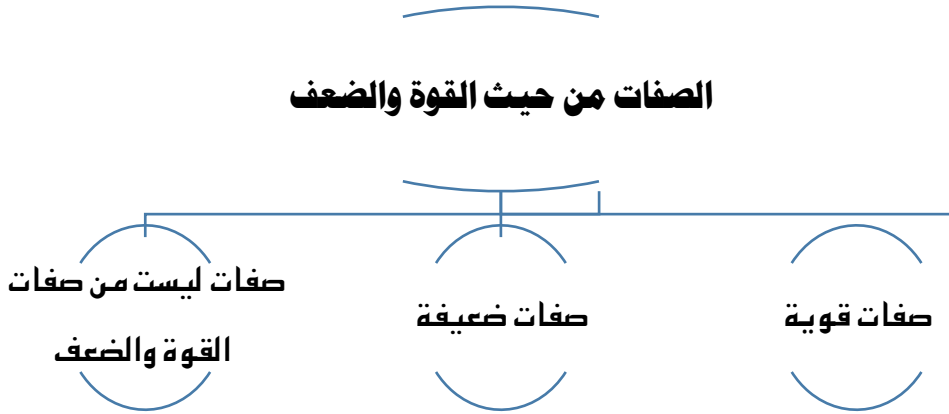 الصفات من حيث القوة والضعف
صفات قوية
صفات ضعيفة
صفات ليست من صفات
القوة والضعف